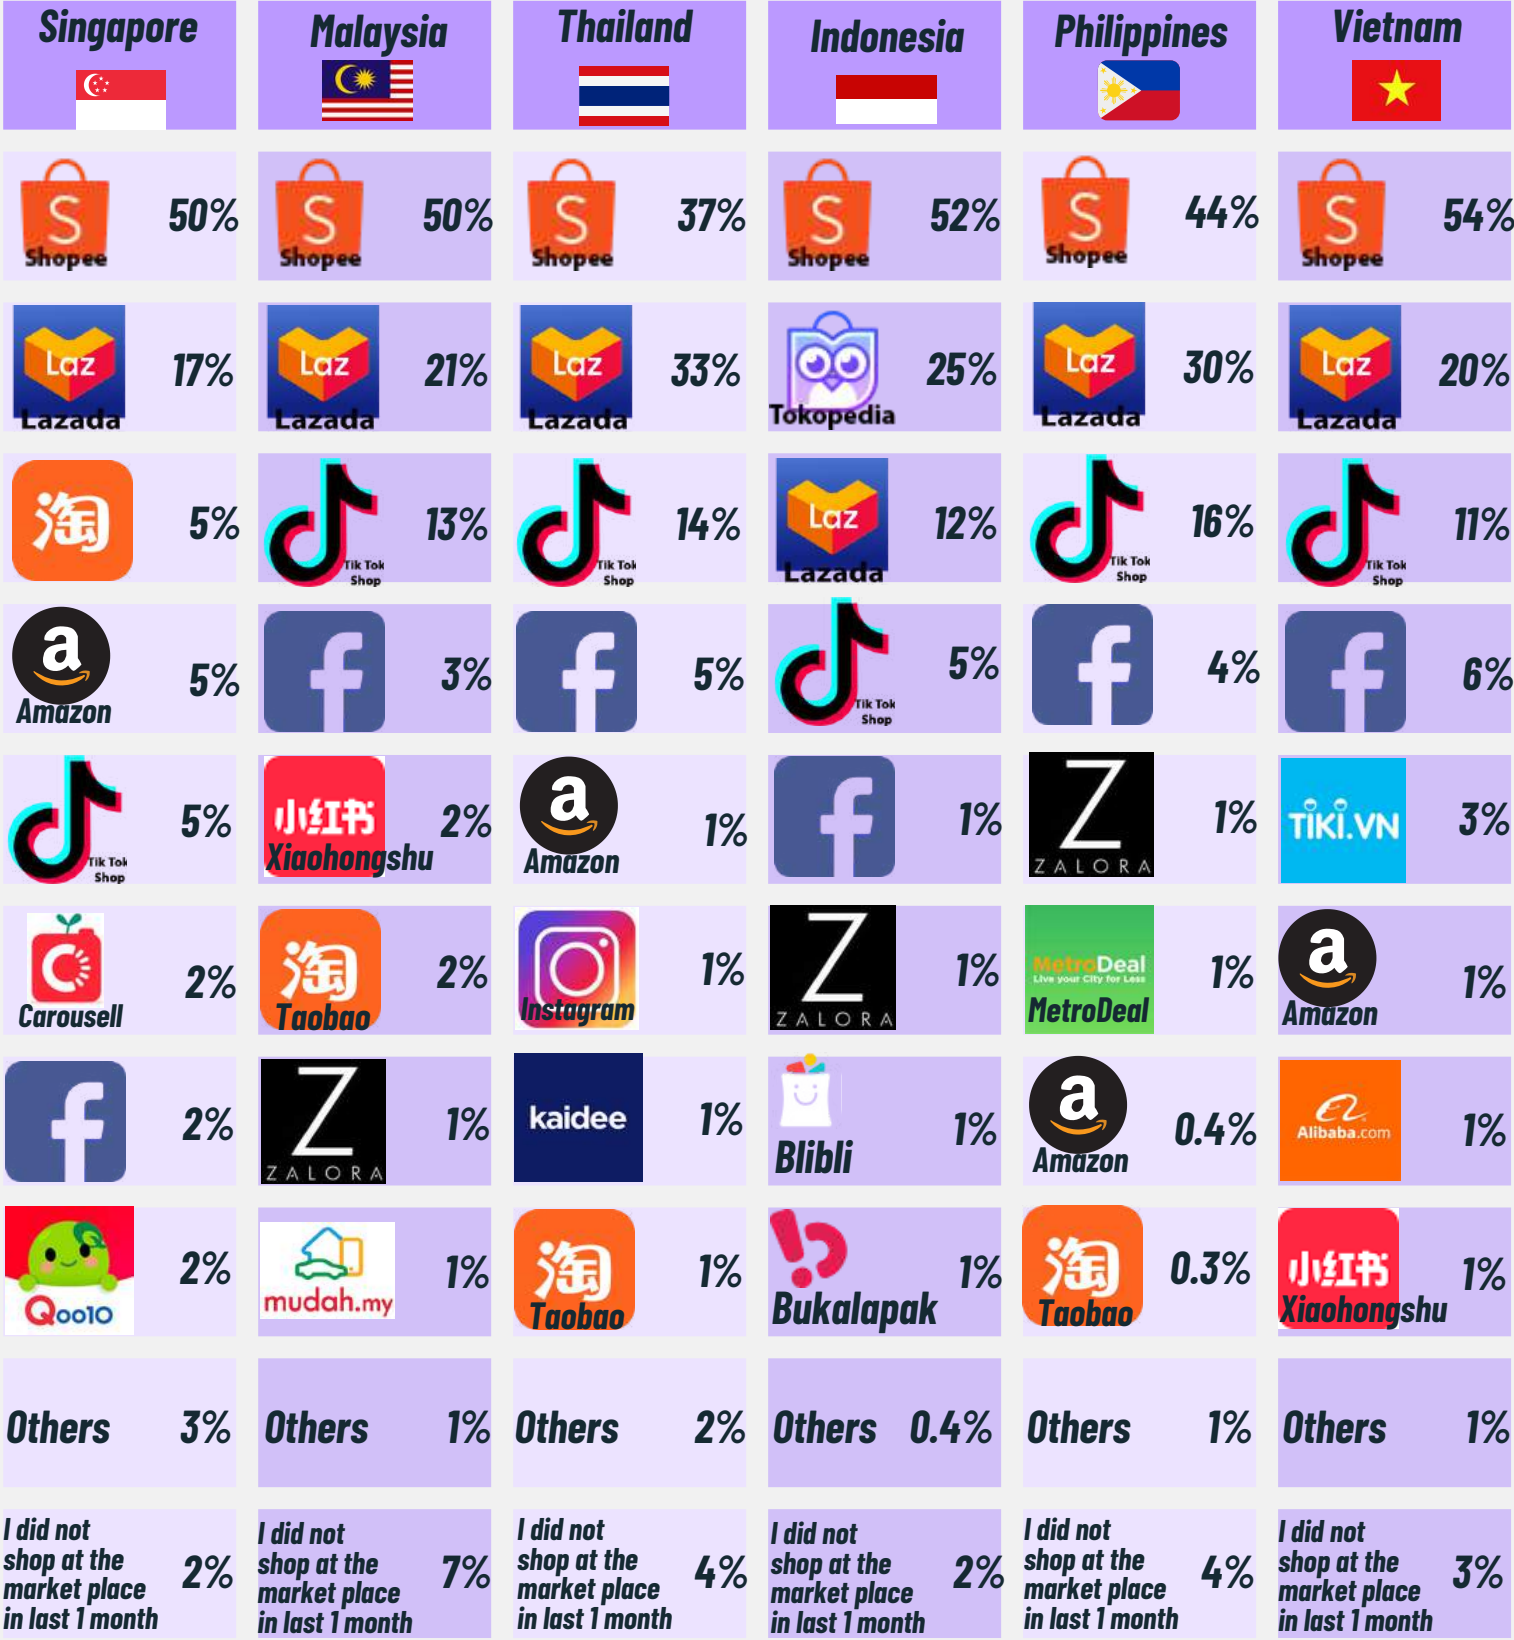 Singapore
Malaysia
Thailand
Indonesia
Philippines
Vietnam
S
Shopee
50%
S
Shopee
50%
S
Shopee
37%
S
Shopee
52%
S
Shopee
44%
S
Shopee
54%
Laz
Lazada
17%
Laz
Lazada
21%
Laz
Lazada
33%
Tokopedia
25%
Laz
Lazada
30%
Laz
Lazada
20%
淘
5%
Tik Tok
Shop
13%
Tik Tok
Shop
14%
Laz
Lazada
12%
Tik Tok
Shop
16%
Tik Tok
Shop
11%
a
Amazon
5%
f
3%
f
5%
Tik Tok
Shop
5%
f
4%
f
6%
Tik Tok
Shop
5%
小红书
Xiaohongshu
2%
a
Amazon
1%
f
1%
Z
ZALORA
1%
TIKI.VN
3%
C
Carousell
2%
淘
Taobao
2%
Instagram
1%
Z
ZALORA
1%
MetroDeal
Live your City for Less
MetroDeal
1%
a
Amazon
1%
f
2%
Z
ZALORA
1%
kaidee
1%
Blibli
1%
a
Amazon
0.4%
Alibaba.com
1%
Qoo10
2%
mudah.my
1%
淘
Taobao
1%
Bukalapak
1%
淘
Taobao
0.3%
小红书
Xiaohongshu
1%
Others 3%
Others 1%
Others 2%
Others 0.4%
Others 1%
Others 1%
I did not
shop at the
market place
in last 1 month
2%
I did not
shop at the
market place
in last 1 month
7%
I did not
shop at the
market place
in last 1 month
4%
I did not
shop at the
market place
in last 1 month
2%
I did not
shop at the
market place
in last 1 month
4%
I did not
shop at the
market place
in last 1 month
3%